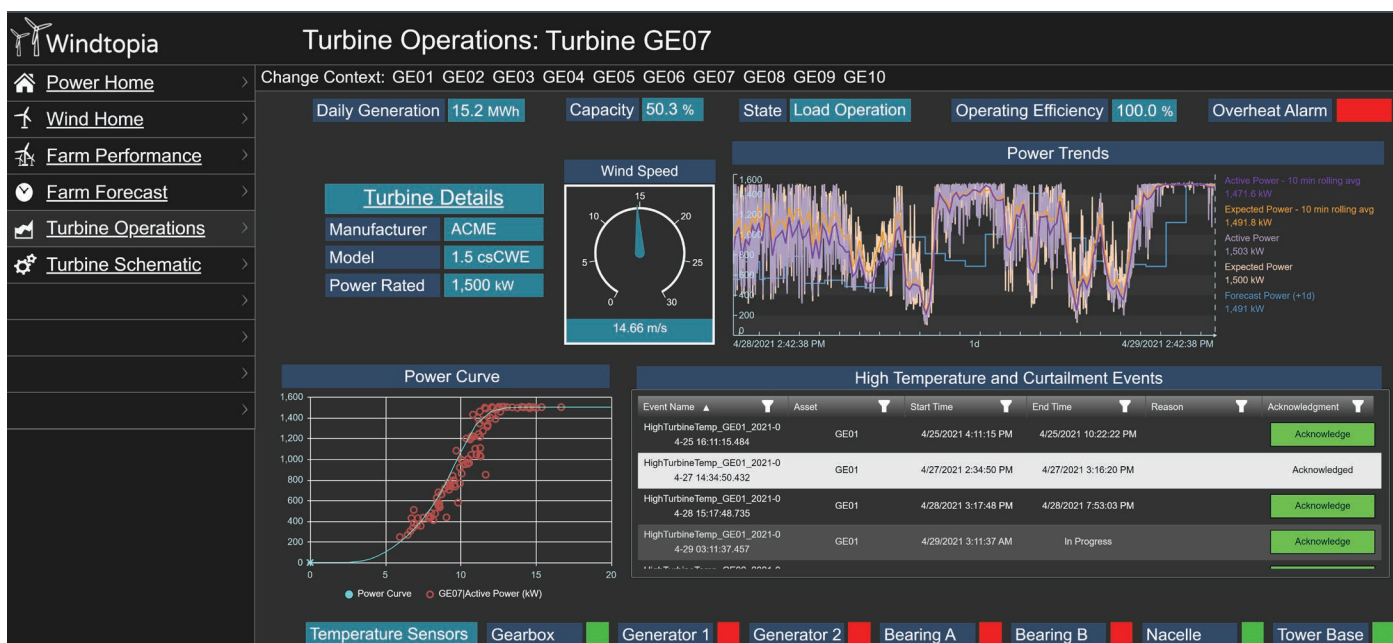 Windtopia
Turbine Operations: Turbine GE07
Power Home
Wind Home
Farm Performance
Farm Forecast
Turbine Operations
Turbine Schematic
Change Context: GE01 GE02 GE03 GE04 GE05 GE06 GE07 GE08 GE09 GE10
Daily Generation 15.2 MWh Capacity 50.3 % State Load Operation Operating Efficiency 100.0 % Overheat Alarm
Turbine Details
Manufacturer ACME
Model 1.5 csCWE
Power Rated 1,500 kW
Wind Speed
0 5 10 15 20 25 30
14.66 m/s
Power Trends
1,600
1,200
1,000
800
600
400
200
0
4/28/2021 2:42:38 PM 1d 4/29/2021 2:42:38 PM
Active Power - 10 min rolling avg
1,471.6 kW
Expected Power - 10 min rolling avg
1,491.8 kW
Active Power
1,503 kW
Expected Power
1,500 kW
Forecast Power (+1d)
1,491 kW
Power Curve
1,600
1,400
1,200
1,000
800
600
400
200
0
0 5 10 15 20
Power Curve GE07|Active Power (kW)
High Temperature and Curtailment Events
Event Name ▲ Asset Start Time End Time Reason Acknowledgment
HighTurbineTemp_GE01_2021-0
4-25 16:11:15.484 GE01 4/25/2021 4:11:15 PM 4/25/2021 10:22:22 PM Acknowledge
HighTurbineTemp_GE01_2021-0
4-27 14:34:50.432 GE01 4/27/2021 2:34:50 PM 4/27/2021 3:16:20 PM Acknowledged
HighTurbineTemp_GE01_2021-0
4-28 15:17:48.735 GE01 4/28/2021 3:17:48 PM 4/28/2021 7:53:03 PM Acknowledge
HighTurbineTemp_GE01_2021-0
4-29 03:11:37.457 GE01 4/29/2021 3:11:37 AM In Progress Acknowledge
Temperature Sensors Gearbox Generator 1 Generator 2 Bearing A Bearing B Nacelle Tower Base